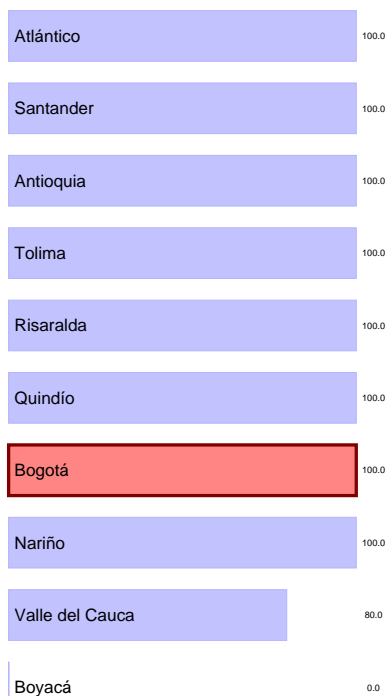 Atlántico 100.0
Santander 100.0
Antioquia 100.0
Tolima 100.0
Risaralda 100.0
Quindío 100.0
Bogotá 100.0
Nariño 100.0
Valle del Cauca 80.0
Boyacá 0.0